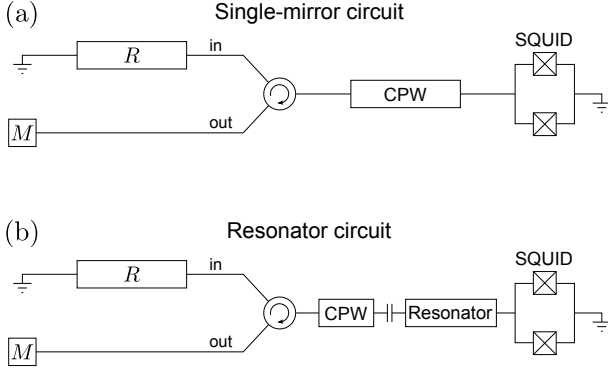 (a) Single-mirror circuit
R
in
SQUID
CPW
out
M
(b) Resonator circuit
R
in
SQUID
CPW
Resonator
out
M